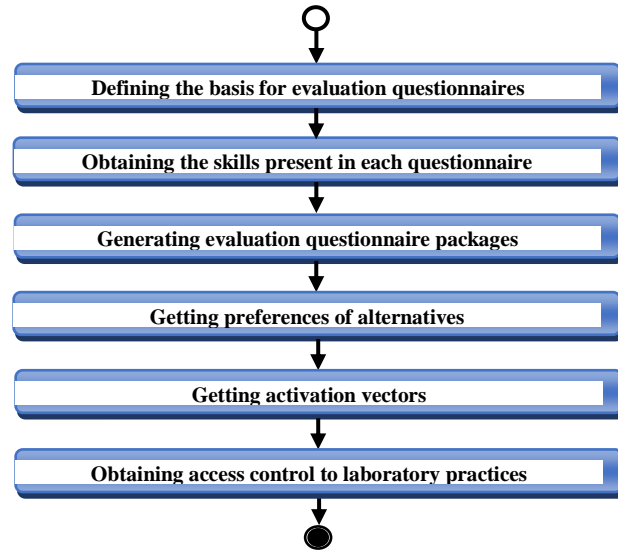 Defining the basis for evaluation questionnaires
Obtaining the skills present in each questionnaire
Generating evaluation questionnaire packages
Getting preferences of alternatives
Getting activation vectors
Obtaining access control to laboratory practices